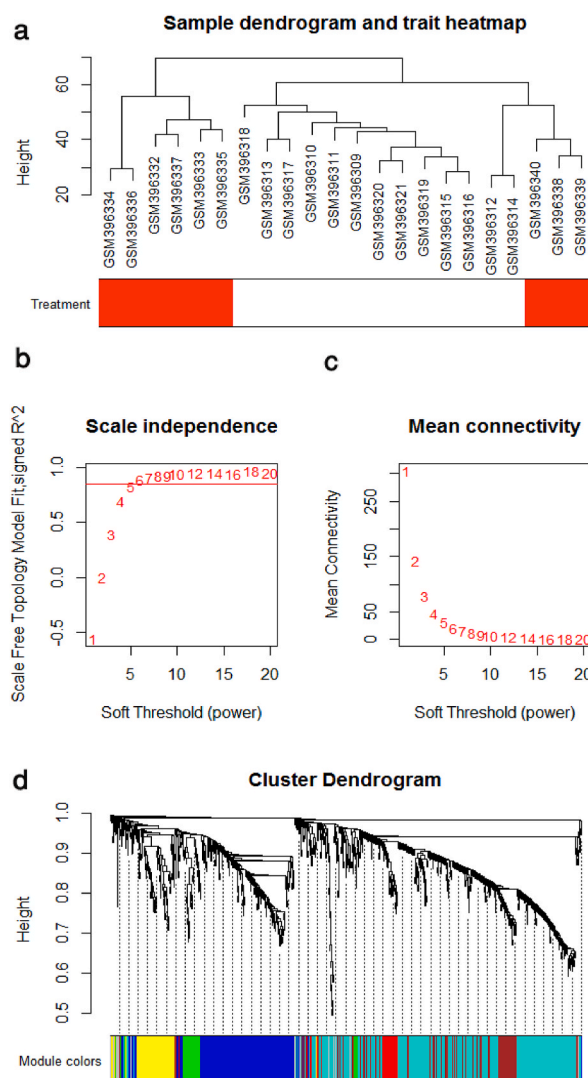 a
Sample dendrogram and trait heatmap
Height
60
40
20
GSM396334
GSM396336
GSM396332
GSM396337
GSM396333
GSM396335
GSM396318
GSM396313
GSM396317
GSM396310
GSM396311
GSM396309
GSM396320
GSM396321
GSM396319
GSM396315
GSM396316
GSM396312
GSM396314
GSM396340
GSM396338
GSM396339
Treatment
b
Scale independence
Scale Free Topology Model Fit,signed R^2
1.0
0.5
0.0
-0.5
1
2
3
4
5
6
7
8
9
10
12
14
16
18
20
5 10 15 20
Soft Threshold (power)
c
Mean connectivity
Mean Connectivity
250
150
50
0
1
2
3
4
5
6
7
8
9
10
12
14
16
18
20
5 10 15 20
Soft Threshold (power)
d
Cluster Dendrogram
Height
1.0
0.9
0.8
0.7
0.6
0.5
Module colors